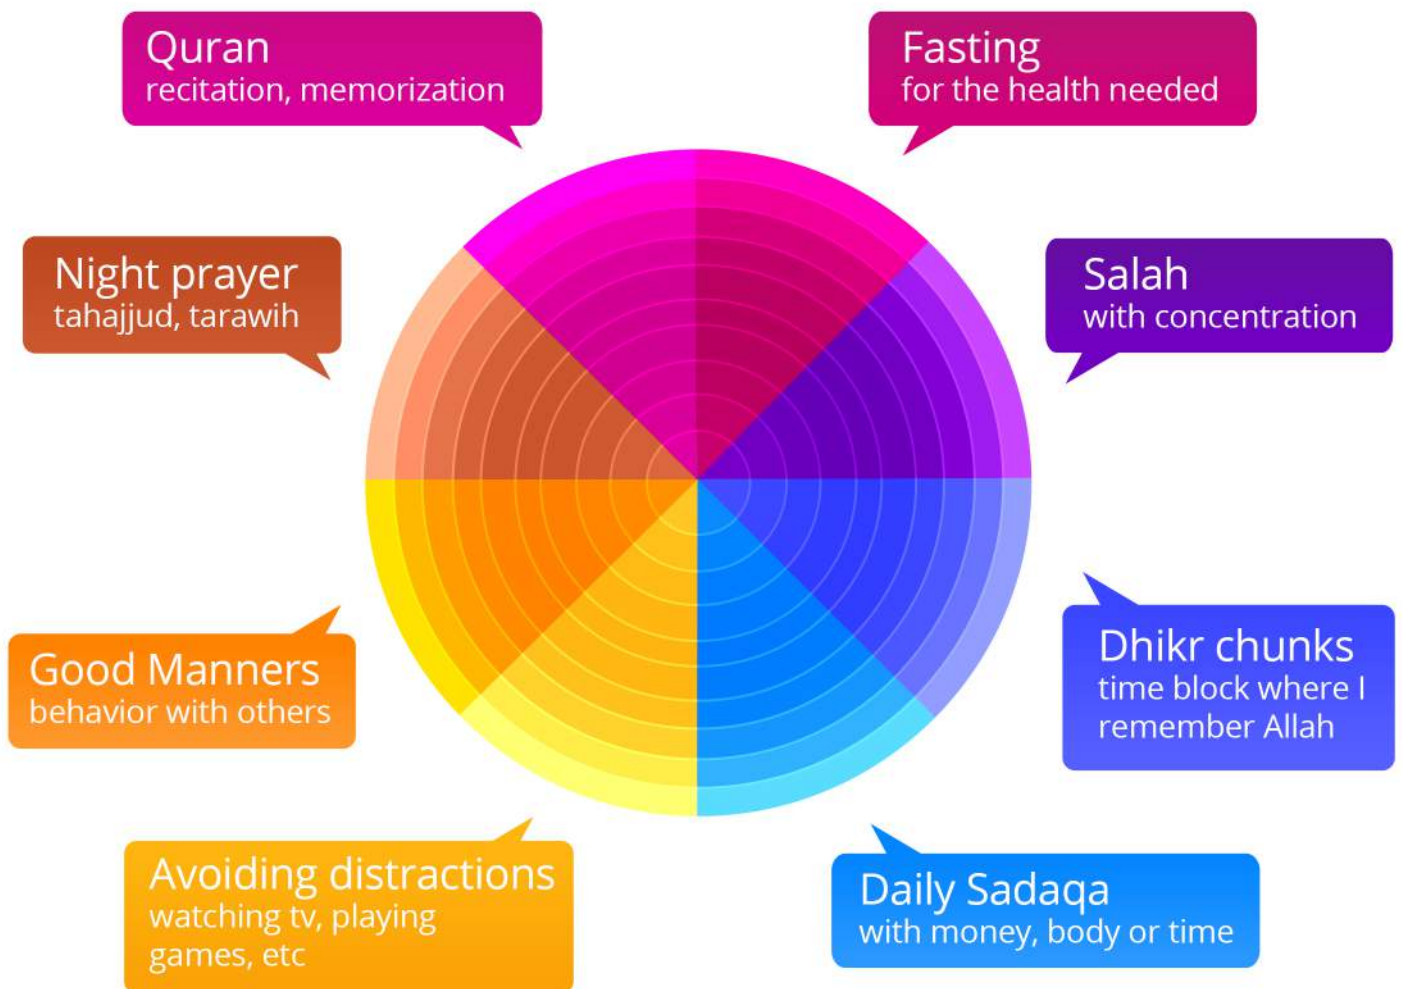 Quran
recitation, memorization
Fasting
for the health needed
Night prayer
tahajjud, tarawih
Salah
with concentration
Good Manners
behavior with others
Dhikr chunks
time block where I
remember Allah
Avoiding distractions
watching tv, playing
games, etc
Daily Sadaqa
with money, body or time